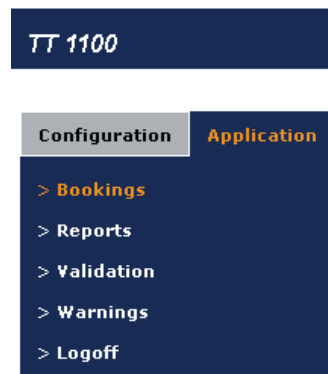 TT 1100
Configuration Application
> Bookings
> Reports
> Validation
> Warnings
> Logoff